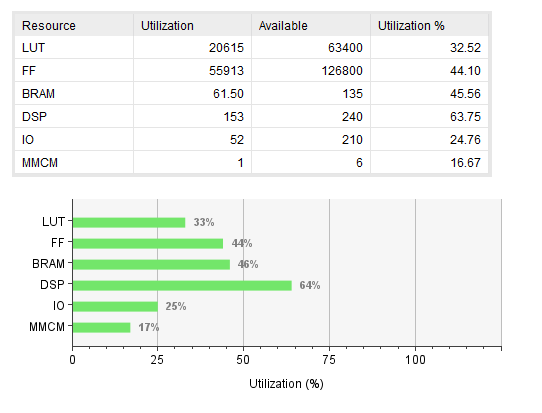 Resource Utilization Available Utilization %
LUT 20615 63400 32.52
FF 55913 126800 44.10
BRAM 61.50 135 45.56
DSP 153 240 63.75
IO 52 210 24.76
MMCM 1 6 16.67
LUT 33%
FF 44%
BRAM 46%
DSP 64%
IO 25%
MMCM 17%
0 25 50 75 100
Utilization (%)